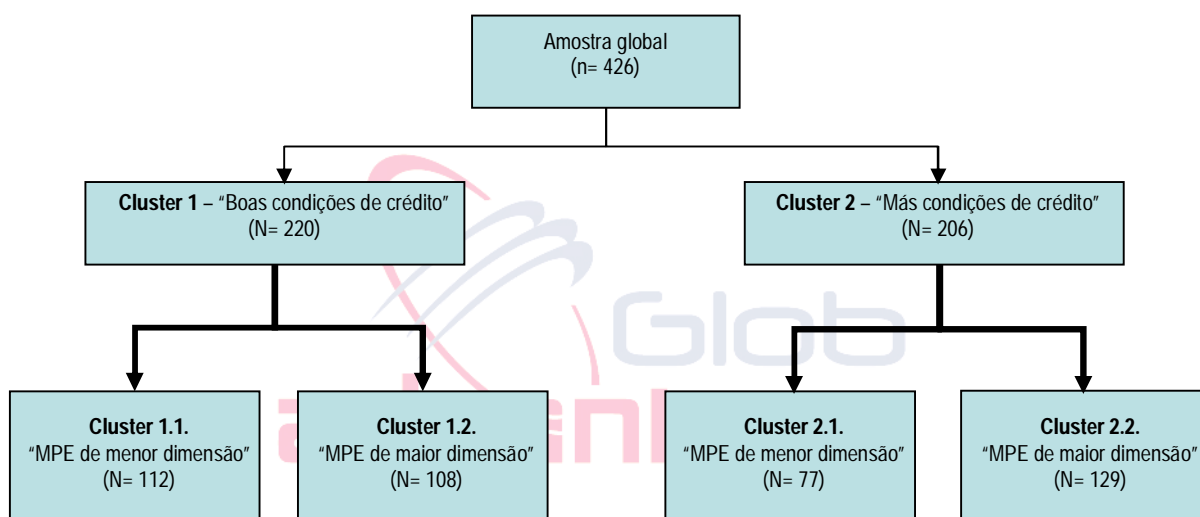 Amostra global
(n= 426)
Cluster 1 – “Boas condições de crédito”
(N= 220)
Cluster 2 – “Más condições de crédito”
(N= 206)
Glob
Cluster 1.1.
“MPE de menor dimensão”
(N= 112)
Cluster 1.2.
“MPE de maior dimensão”
(N= 108)
Cluster 2.1.
“MPE de menor dimensão”
(N= 77)
Cluster 2.2.
“MPE de maior dimensão”
(N= 129)